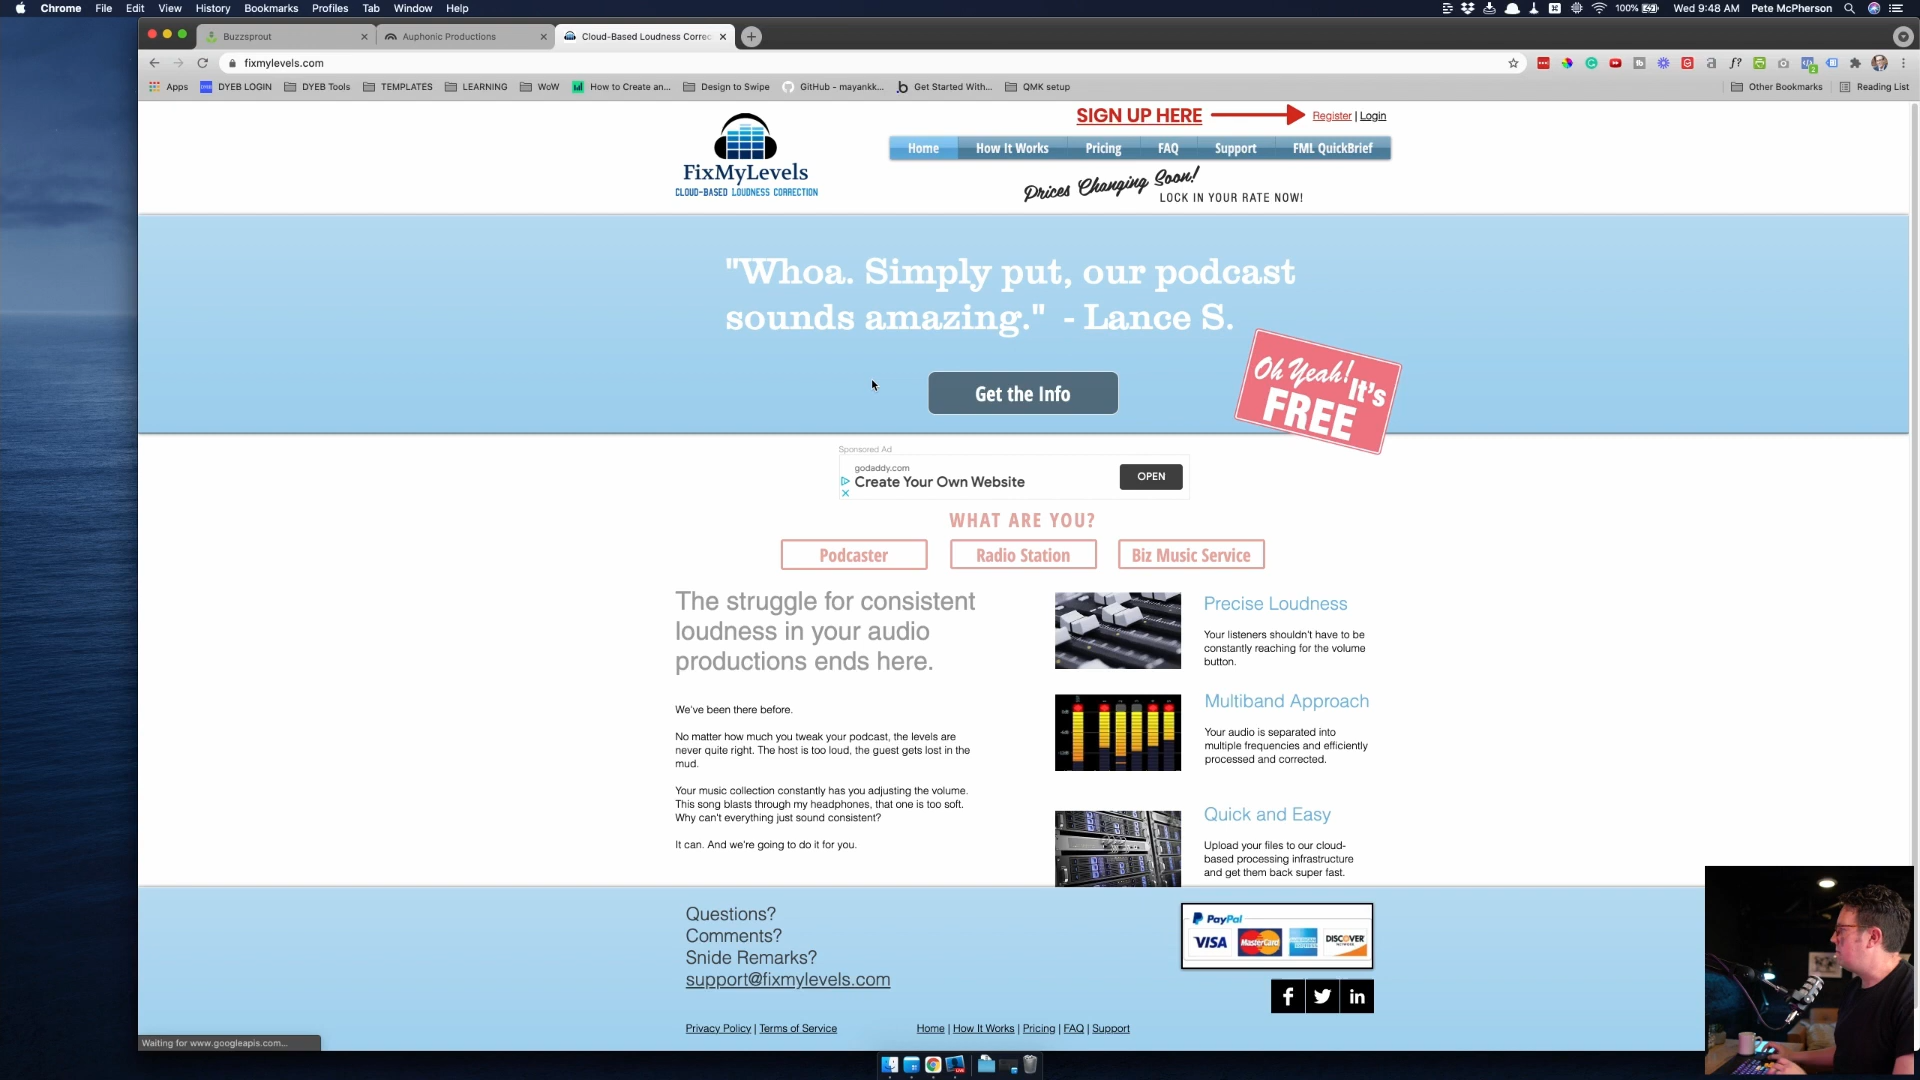 Chrome File Edit View History Bookmarks Profiles Tab Window Help
100% Wed 9:48 AM Pete McPherson
Buzzsprout
Auphonic Productions
Cloud-Based Loudness Correc
fixmylevels.com
Apps DYEB LOGIN DYEB Tools TEMPLATES LEARNING WoW How to Create an... Design to Swipe GitHub - mayankk... Get Started With... QMK setup Other Bookmarks Reading List
SIGN UP HERE
Register | Login
FixMyLevels
CLOUD-BASED LOUDNESS CORRECTION
Home How It Works Pricing FAQ Support FML QuickBrief
Prices Changing Soon!
LOCK IN YOUR RATE NOW!
"Whoa. Simply put, our podcast
sounds amazing." - Lance S.
Get the Info
Oh Yeah! It's
FREE
Sponsored Ad
godaddy.com
Create Your Own Website
OPEN
WHAT ARE YOU?
Podcaster
Radio Station
Biz Music Service
The struggle for consistent
loudness in your audio
productions ends here.
We've been there before.
No matter how much you tweak your podcast, the levels are
never quite right. The host is too loud, the guest gets lost in the
mud.
Your music collection constantly has you adjusting the volume.
This song blasts through my headphones, that one is too soft.
Why can't everything just sound consistent?
It can. And we're going to do it for you.
Precise Loudness
Your listeners shouldn't have to be
constantly reaching for the volume
button.
Multiband Approach
Your audio is separated into
multiple frequencies and efficiently
processed and corrected.
Quick and Easy
Upload your files to our cloud-
based processing infrastructure
and get them back super fast.
Questions?
Comments?
Snide Remarks?
support@fixmylevels.com
PayPal
VISA MasterCard DISCOVER
Privacy Policy | Terms of Service
Home | How It Works | Pricing | FAQ | Support
Waiting for www.googleapis.com...